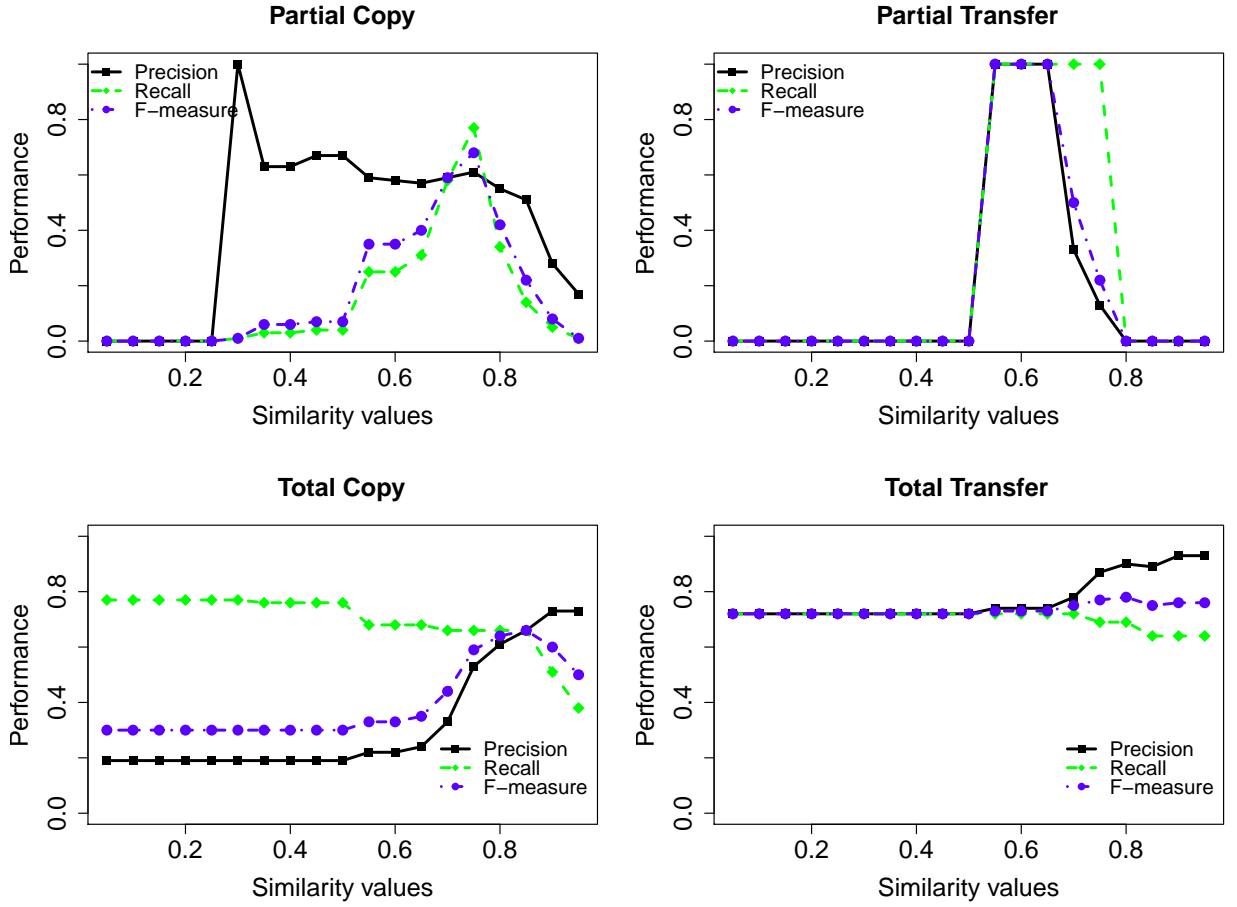 Partial Copy
Precision
Recall
F−measure
0.0 0.4 0.8
Performance
0.2 0.4 0.6 0.8
Similarity values
Partial Transfer
Precision
Recall
F−measure
0.0 0.4 0.8
Performance
0.2 0.4 0.6 0.8
Similarity values
Total Copy
0.0 0.4 0.8
Performance
Precision
Recall
F−measure
0.2 0.4 0.6 0.8
Similarity values
Total Transfer
0.0 0.4 0.8
Performance
Precision
Recall
F−measure
0.2 0.4 0.6 0.8
Similarity values